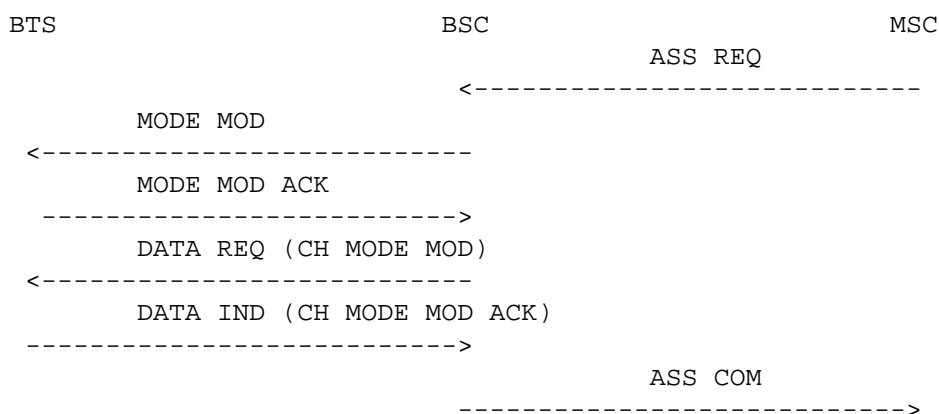 BTS BSC MSC
ASS REQ
<----------------------------
MODE MOD
<---------------------------
MODE MOD ACK
-------------------------->
DATA REQ (CH MODE MOD)
<---------------------------
DATA IND (CH MODE MOD ACK)
--------------------------->
ASS COM
---------------------------->